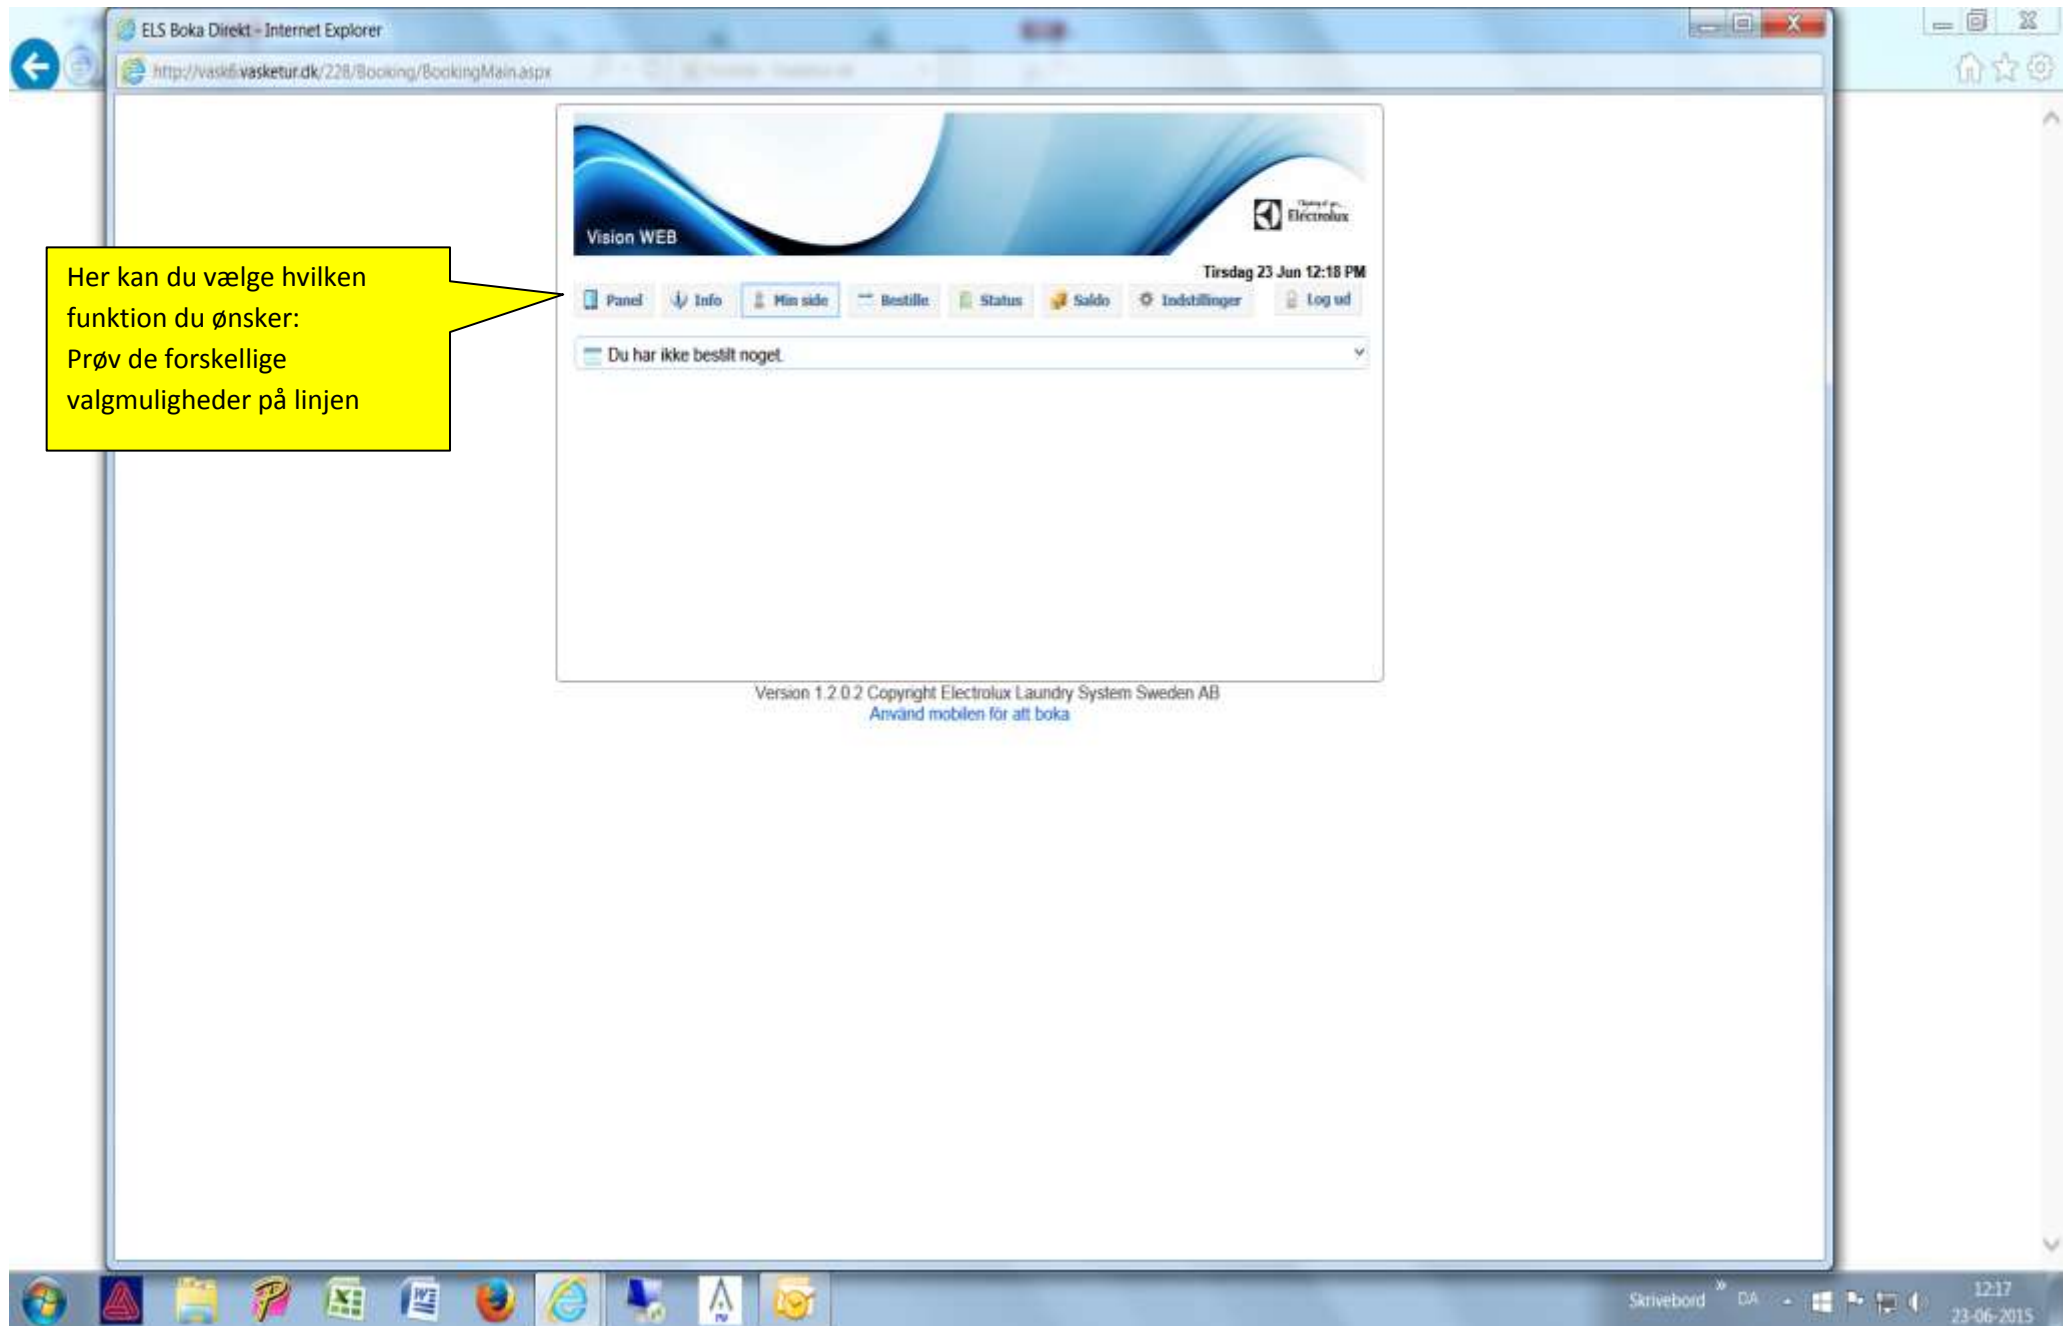 ELS Boka Direkt - Internet Explorer
vasketur.dk/228/Booking/BookingMain.aspx
Vision WEB
Electrolux
Tirsdag 23 Jun 12:18 PM
Panel Info Min side Bestille Status Saldo Indstillinger Log ud
Her kan du vælge hvilken
funktion du ønsker:
Prøv de forskellige
valgmuligheder på linjen
Du har ikke bestilt noget.
Version 1.2.0.2 Copyright Electrolux Laundry System Sweden AB
Använd mobilen för att boka
Skrivebord » DA 12:17
23-06-2015